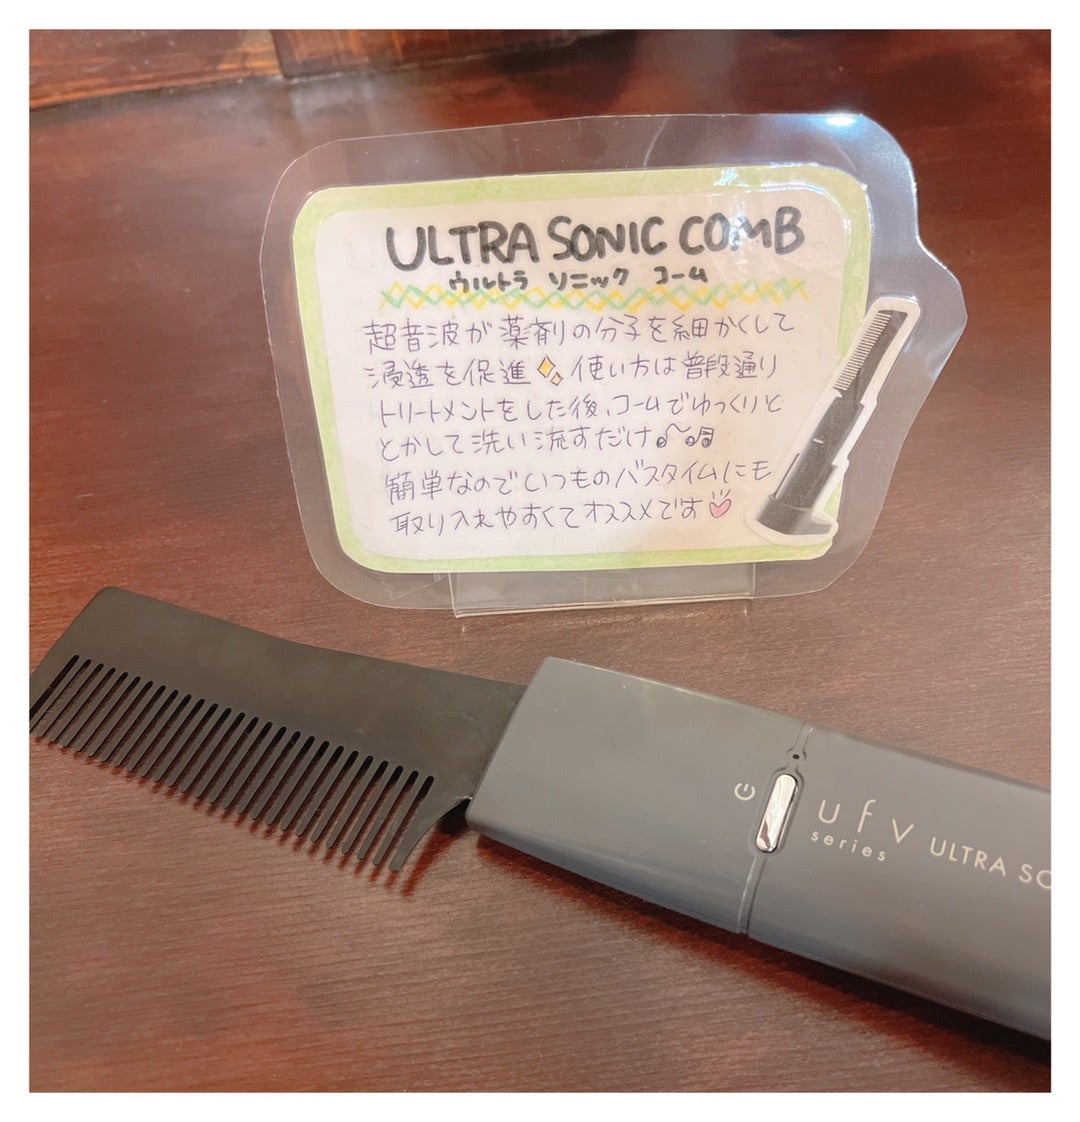 ULTRA SONIC COMB
ウルトラ ソニック コーム
超音波が薬剤の分子を細かくして
浸透を促進✨使い方は普段通り
トリートメントをした後、コームでゆっくりと
とかして洗い流すだけ♪~♫
簡単なのでいつものバスタイムにも
取り入れやすくてオススメです♡
ufv
series
ULTRA SO